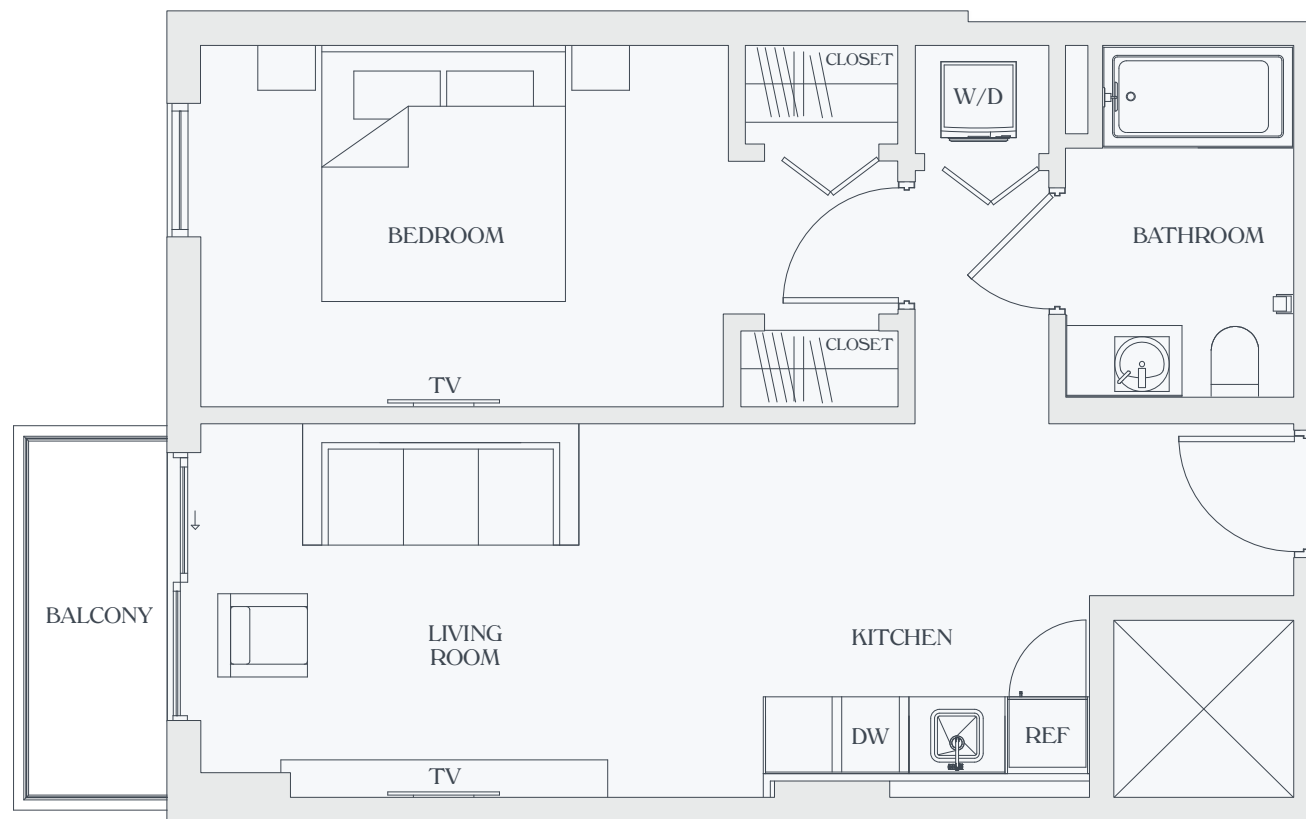 CLOSET
W/D
BEDROOM
BATHROOM
CLOSET
TV
BALCONY
LIVING
ROOM
KITCHEN
DW
REF
TV